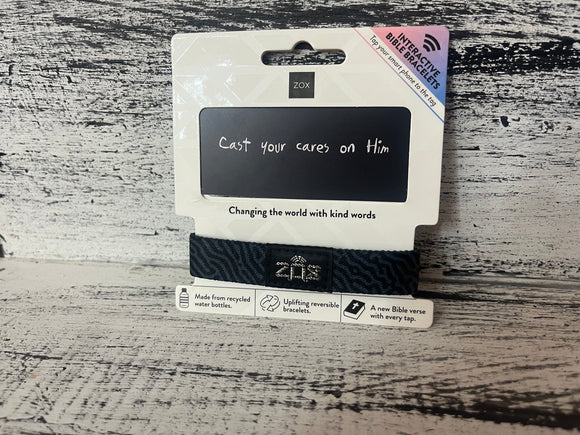 INTERACTIVE
BIBLE BRACELETS
Tap your smart phone to the tag
ZOX
Cast your cares on Him
Changing the world with kind words
ZOX
Made from recycled
water bottles.
Uplifting reversible
bracelets.
A new Bible verse
with every tap.